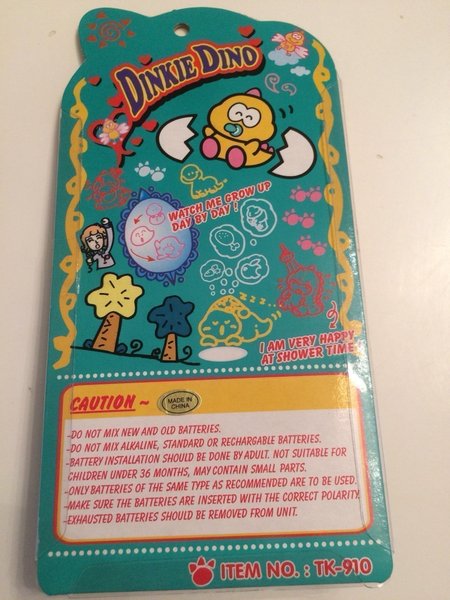 DINKIE DINO
WATCH ME GROW UP
DAY BY DAY !
I AM VERY HAPPY
AT SHOWER TIME
CAUTION ~
MADE IN
CHINA
-DO NOT MIX NEW AND OLD BATTERIES.
-DO NOT MIX ALKALINE, STANDARD OR RECHARGABLE BATTERIES.
-BATTERY INSTALLATION SHOULD BE DONE BY ADULT. NOT SUITABLE FOR
CHILDREN UNDER 36 MONTHS, MAY CONTAIN SMALL PARTS.
-ONLY BATTERIES OF THE SAME TYPE AS RECOMMENDED ARE TO BE USED.
-MAKE SURE THE BATTERIES ARE INSERTED WITH THE CORRECT POLARITY.
-EXHAUSTED BATTERIES SHOULD BE REMOVED FROM UNIT.
ITEM NO. : TK-910